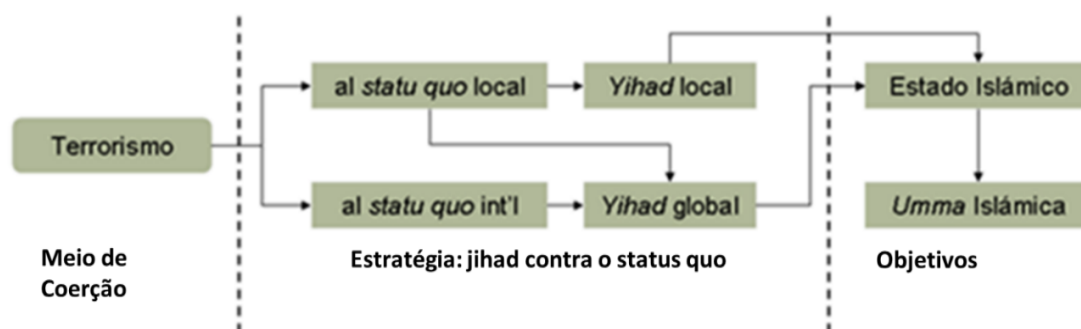 al statu quo local
Yihad local
Estado Islámico
Terrorismo
al statu quo int'l
Yihad global
Umma Islámica
Meio de
Coerção
Estratégia: jihad contra o status quo
Objetivos